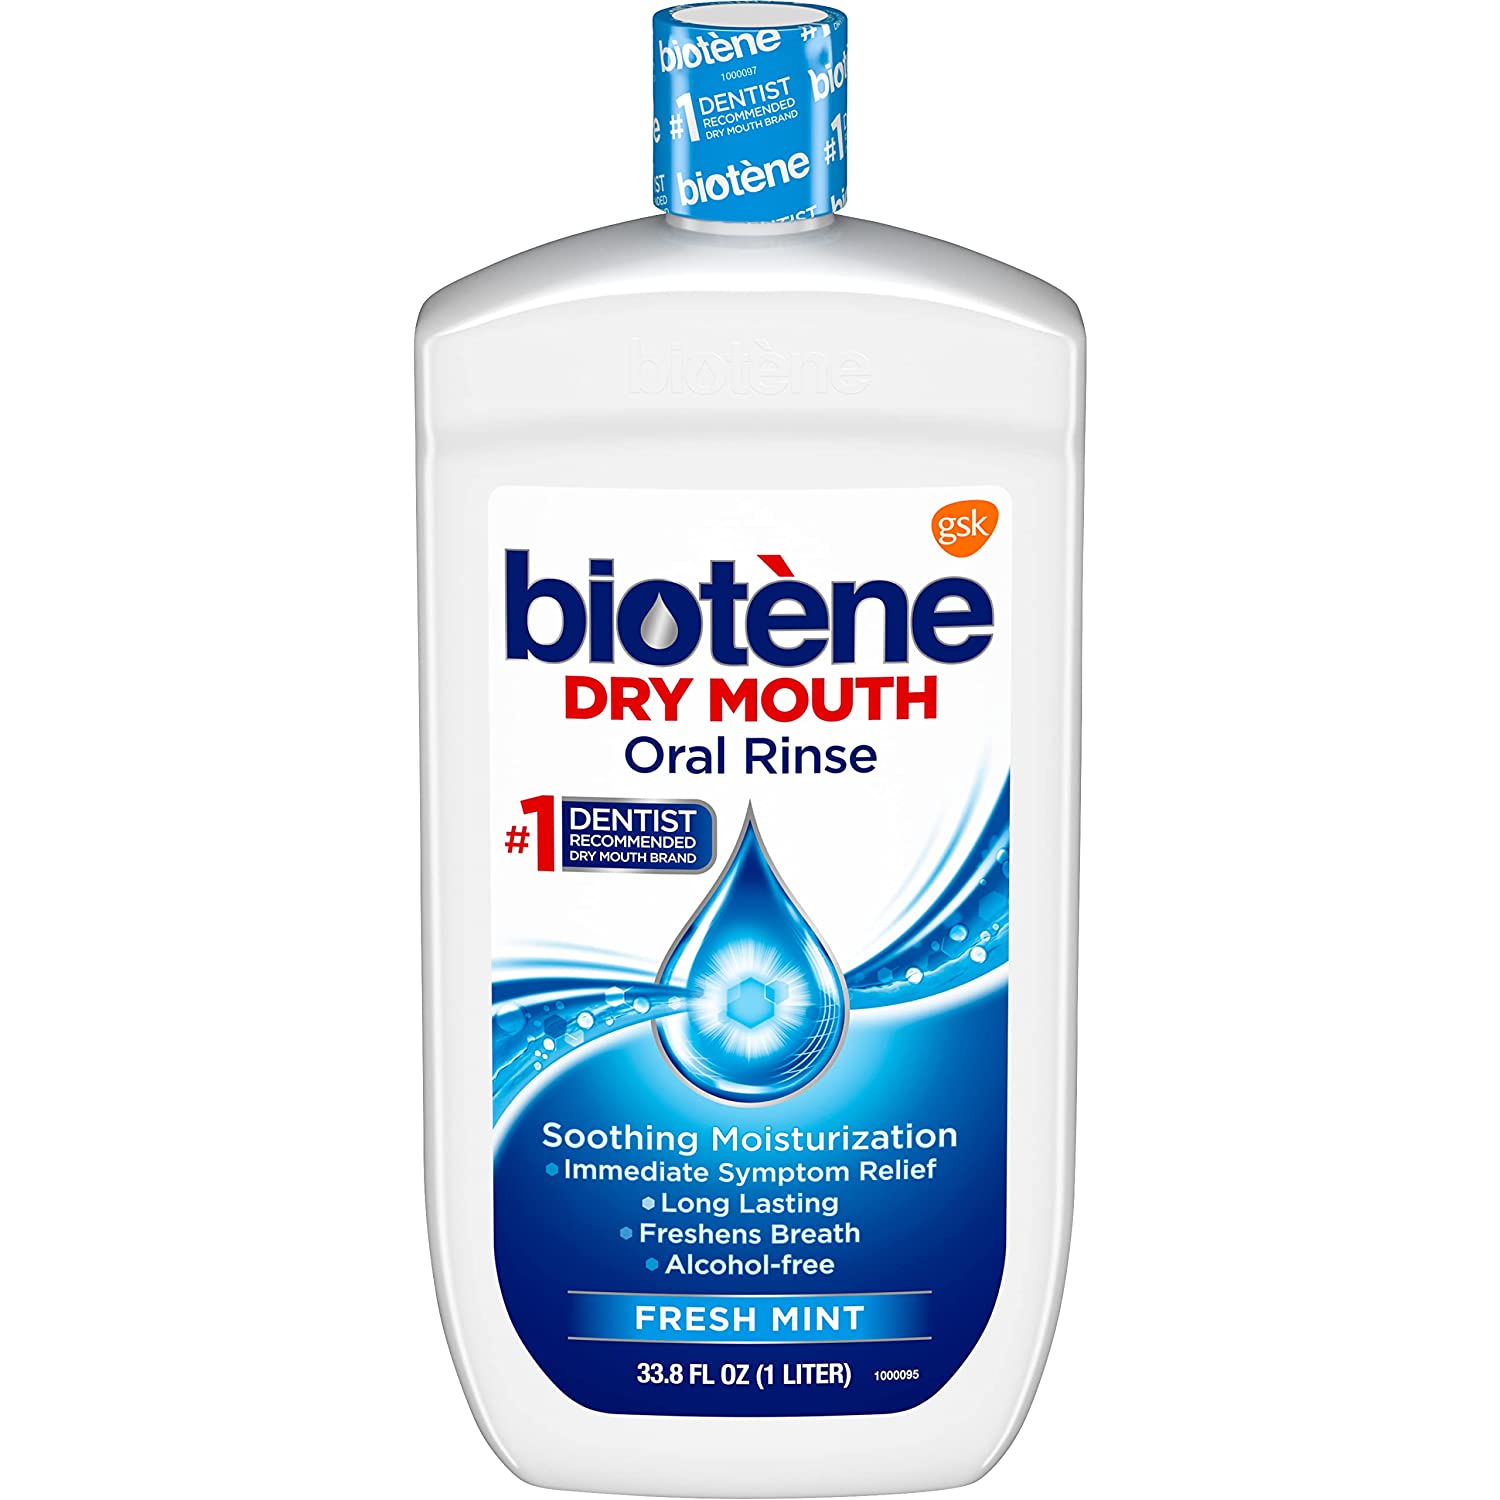 biotène #1
1000097
#1 DENTIST
RECOMMENDED
DRY MOUTH BRAND
biotène
biotène
gsk
biotène
DRY MOUTH
Oral Rinse
#1 DENTIST
RECOMMENDED
DRY MOUTH BRAND
Soothing Moisturization
• Immediate Symptom Relief
• Long Lasting
• Freshens Breath
• Alcohol-free
FRESH MINT
33.8 FL OZ (1 LITER) 1000095